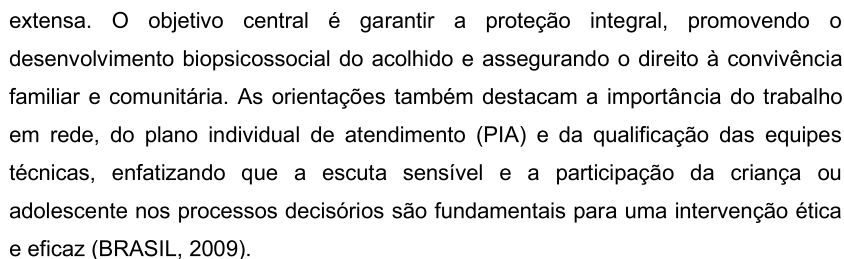 extensa. O objetivo central é garantir a proteção integral, promovendo o
desenvolvimento biopsicossocial do acolhido e assegurando o direito à convivência
familiar e comunitária. As orientações também destacam a importância do trabalho
em rede, do plano individual de atendimento (PIA) e da qualificação das equipes
técnicas, enfatizando que a escuta sensível e a participação da criança ou
adolescente nos processos decisórios são fundamentais para uma intervenção ética
e eficaz (BRASIL, 2009).